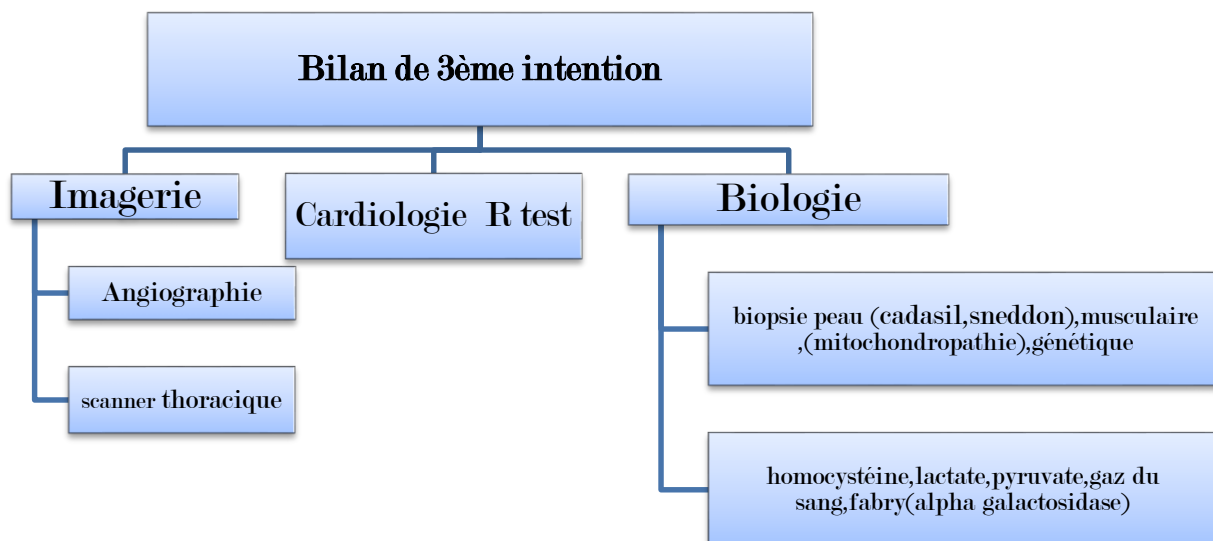 Bilan de 3ème intention
Imagerie
Cardiologie R test
Biologie
Angiographie
scanner thoracique
biopsie peau (cadasil,sneddon),musculaire
,(mitochondropathie),génétique
homocystéine,lactate,pyruvate,gaz du
sang,fabry(alpha galactosidase)